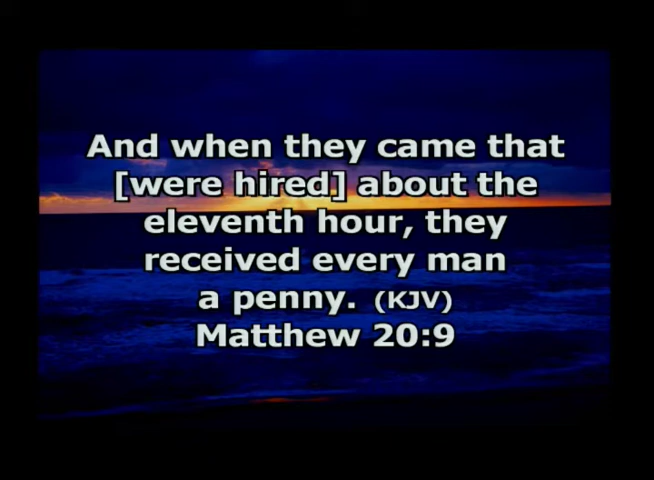 And when they came that
[were hired] about the
eleventh hour, they
received every man
a penny. (KJV)
Matthew 20:9